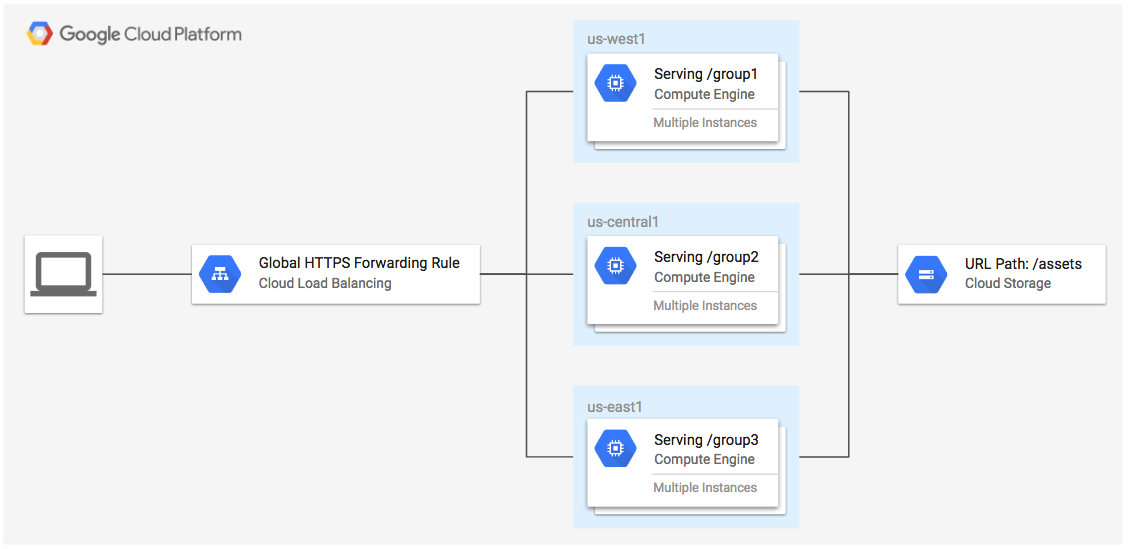 Google Cloud Platform
us-west1
Serving /group1
Compute Engine
Multiple Instances
us-central1
Global HTTPS Forwarding Rule
Cloud Load Balancing
Serving /group2
Compute Engine
Multiple Instances
URL Path: /assets
Cloud Storage
us-east1
Serving /group3
Compute Engine
Multiple Instances